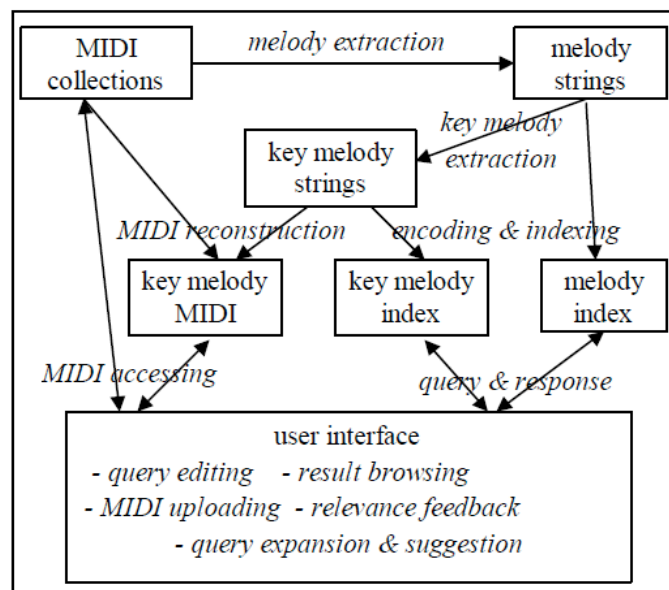 MIDI
collections
melody extraction
melody
strings
key melody
extraction
key melody
strings
MIDI reconstruction
encoding & indexing
key melody
MIDI
key melody
index
melody
index
MIDI accessing
query & response
user interface
- query editing - result browsing
- MIDI uploading - relevance feedback
- query expansion & suggestion